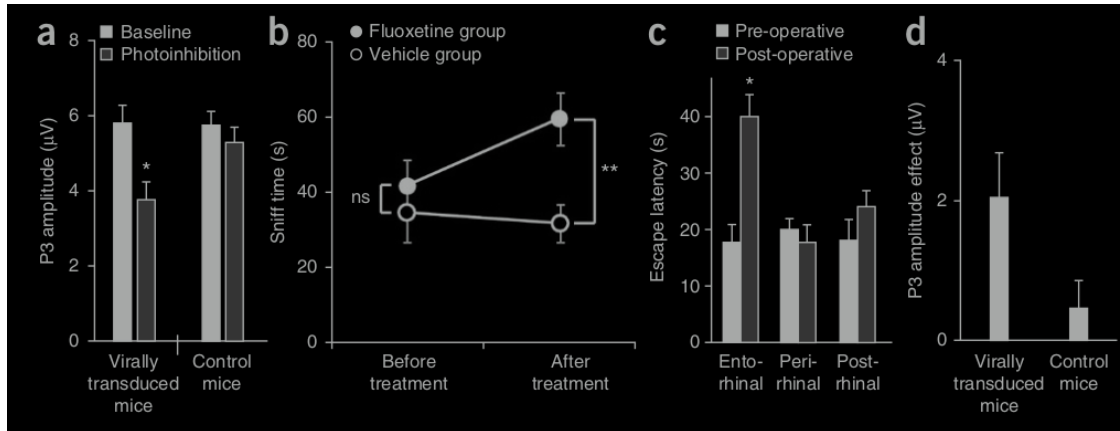 a
Baseline
Photoinhibition
P3 amplitude (μV)
8
6
4
2
0
*
Virally
transduced
mice
Control
mice
b
Fluoxetine group
Vehicle group
Sniff time (s)
80
60
40
20
0
ns
**
Before
treatment
After
treatment
c
Pre-operative
Post-operative
Escape latency (s)
40
30
20
10
0
*
Ento-
rhinal
Peri-
rhinal
Post-
rhinal
d
P3 amplitude effect (μV)
4
2
0
Virally
transduced
mice
Control
mice